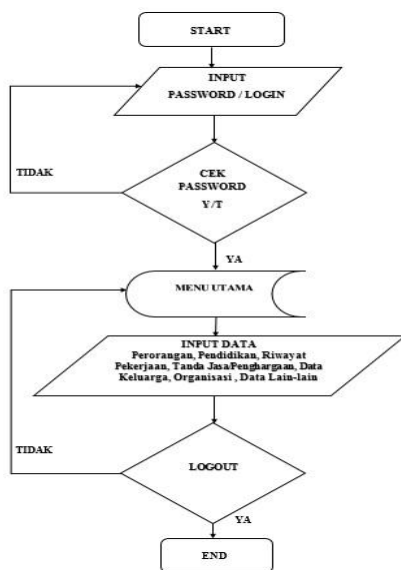 START
INPUT
PASSWORD / LOGIN
TIDAK
CEK
PASSWORD
Y/T
YA
MENU UTAMA
INPUT DATA
Perorangan, Pendidikan, Riwayat
Pekerjaan, Tanda Jasa/Penghargaan, Data
Keluarga, Organisasi , Data Lain-lain
TIDAK
LOGOUT
YA
END